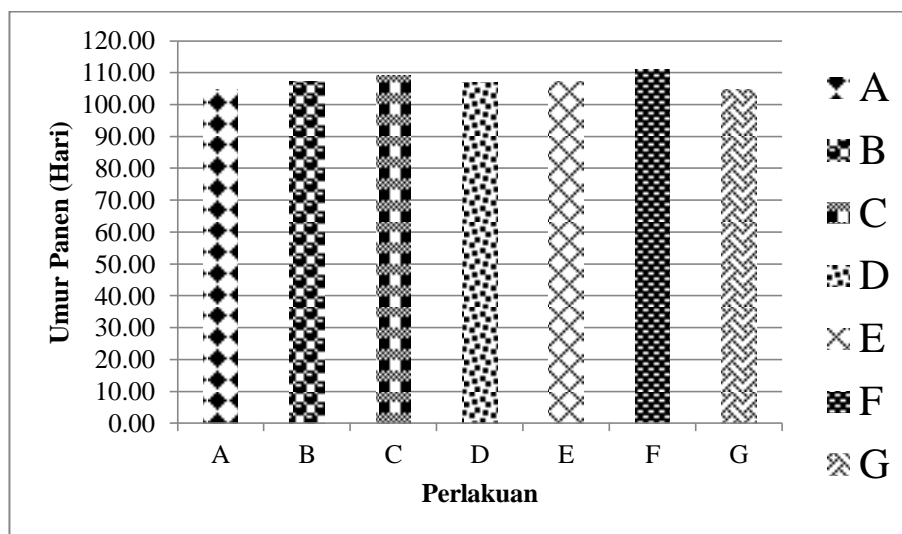 120.00
110.00
100.00
90.00
80.00
70.00
60.00
50.00
40.00
30.00
20.00
10.00
0.00
Umur Panen (Hari)
A B C D E F G
Perlakuan
A
B
C
D
E
F
G